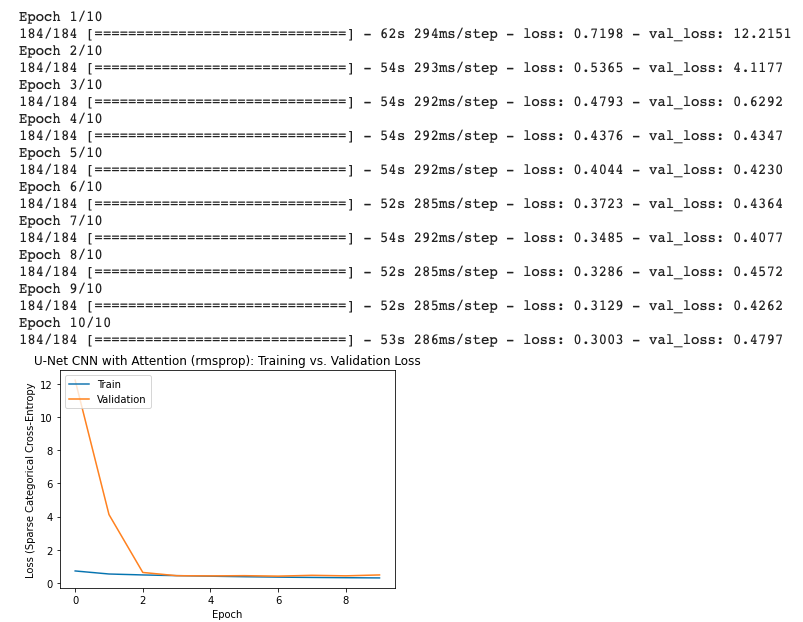 Epoch 1/10
184/184 [==============================] - 62s 294ms/step - loss: 0.7198 - val_loss: 12.2151
Epoch 2/10
184/184 [==============================] - 54s 293ms/step - loss: 0.5365 - val_loss: 4.1177
Epoch 3/10
184/184 [==============================] - 54s 292ms/step - loss: 0.4793 - val_loss: 0.6292
Epoch 4/10
184/184 [==============================] - 54s 292ms/step - loss: 0.4376 - val_loss: 0.4347
Epoch 5/10
184/184 [==============================] - 54s 292ms/step - loss: 0.4044 - val_loss: 0.4230
Epoch 6/10
184/184 [==============================] - 52s 285ms/step - loss: 0.3723 - val_loss: 0.4364
Epoch 7/10
184/184 [==============================] - 54s 292ms/step - loss: 0.3485 - val_loss: 0.4077
Epoch 8/10
184/184 [==============================] - 52s 285ms/step - loss: 0.3286 - val_loss: 0.4572
Epoch 9/10
184/184 [==============================] - 52s 285ms/step - loss: 0.3129 - val_loss: 0.4262
Epoch 10/10
184/184 [==============================] - 53s 286ms/step - loss: 0.3003 - val_loss: 0.4797
U-Net CNN with Attention (rmsprop): Training vs. Validation Loss
Train
Validation
Loss (Sparse Categorical Cross-Entropy
12
10
8
6
4
2
0
0 2 4 6 8
Epoch